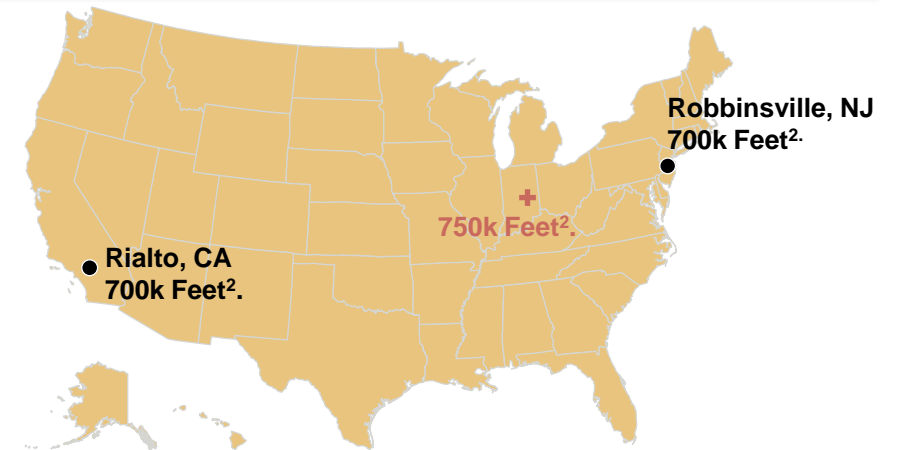 Robbinsville, NJ
700k Feet².
750k Feet².
Rialto, CA
700k Feet².